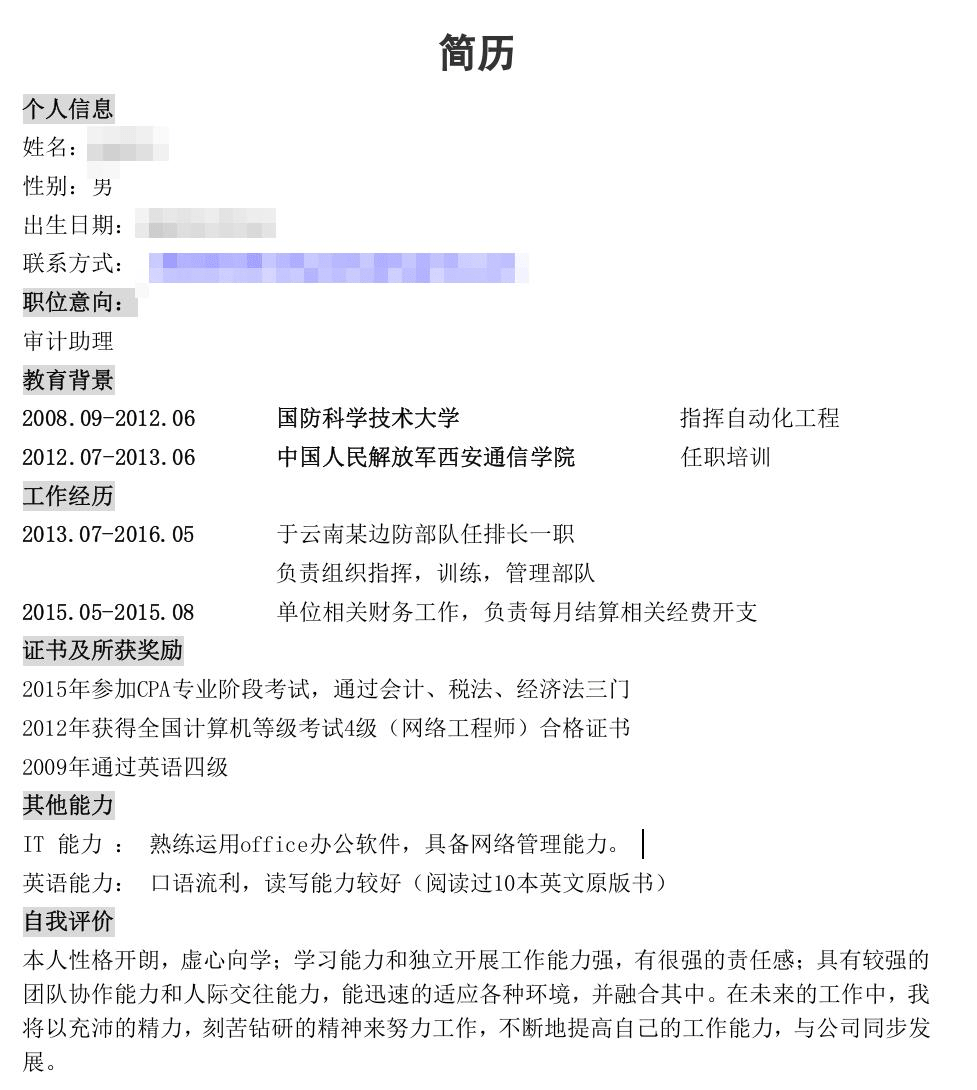 简历
个人信息
姓名：
性别：男
出生日期：
联系方式：
职位意向：
审计助理
教育背景
2008.09-2012.06 国防科学技术大学 指挥自动化工程
2012.07-2013.06 中国人民解放军西安通信学院 任职培训
工作经历
2013.07-2016.05 于云南某边防部队任排长一职
负责组织指挥，训练，管理部队
2015.05-2015.08 单位相关财务工作，负责每月结算相关经费开支
证书及所获奖励
2015年参加CPA专业阶段考试，通过会计、税法、经济法三门
2012年获得全国计算机等级考试4级（网络工程师）合格证书
2009年通过英语四级
其他能力
IT 能力 ： 熟练运用office办公软件，具备网络管理能力。
英语能力： 口语流利，读写能力较好（阅读过10本英文原版书）
自我评价
本人性格开朗，虚心向学；学习能力和独立开展工作能力强，有很强的责任感；具有较强的
团队协作能力和人际交往能力，能迅速的适应各种环境，并融合其中。在未来的工作中，我
将以充沛的精力，刻苦钻研的精神来努力工作，不断地提高自己的工作能力，与公司同步发
展。